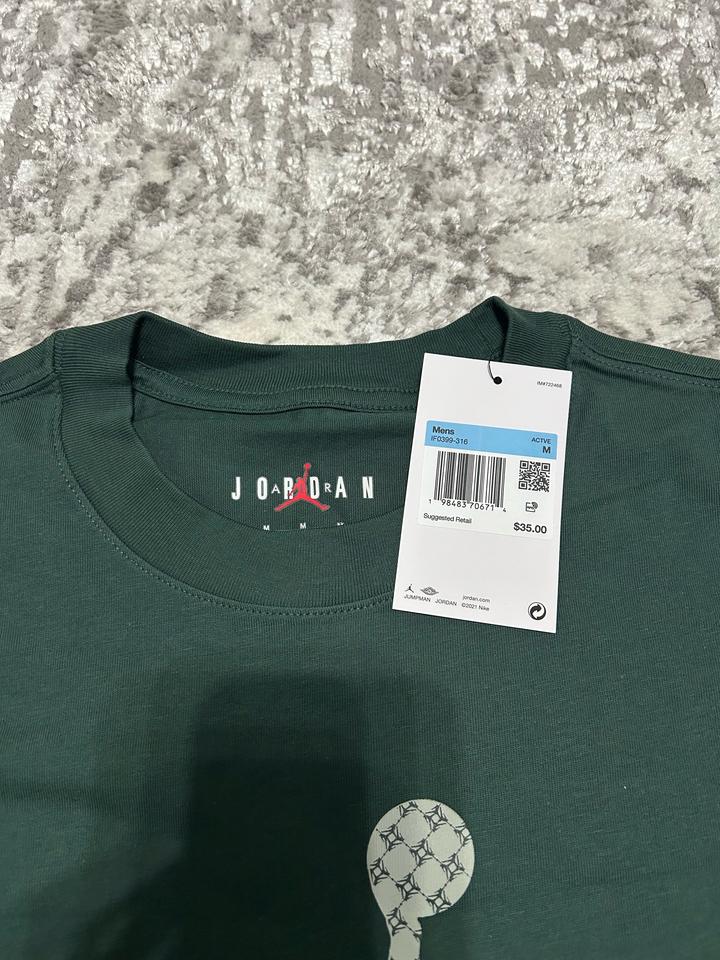 IM#722468
Mens
ACTVE
IF0399-316
M
1 98483 70671 4
Suggested Retail
$35.00
JUMPMAN JORDAN
jordan.com
©2021 Nike
JORDAN
AIR
M M